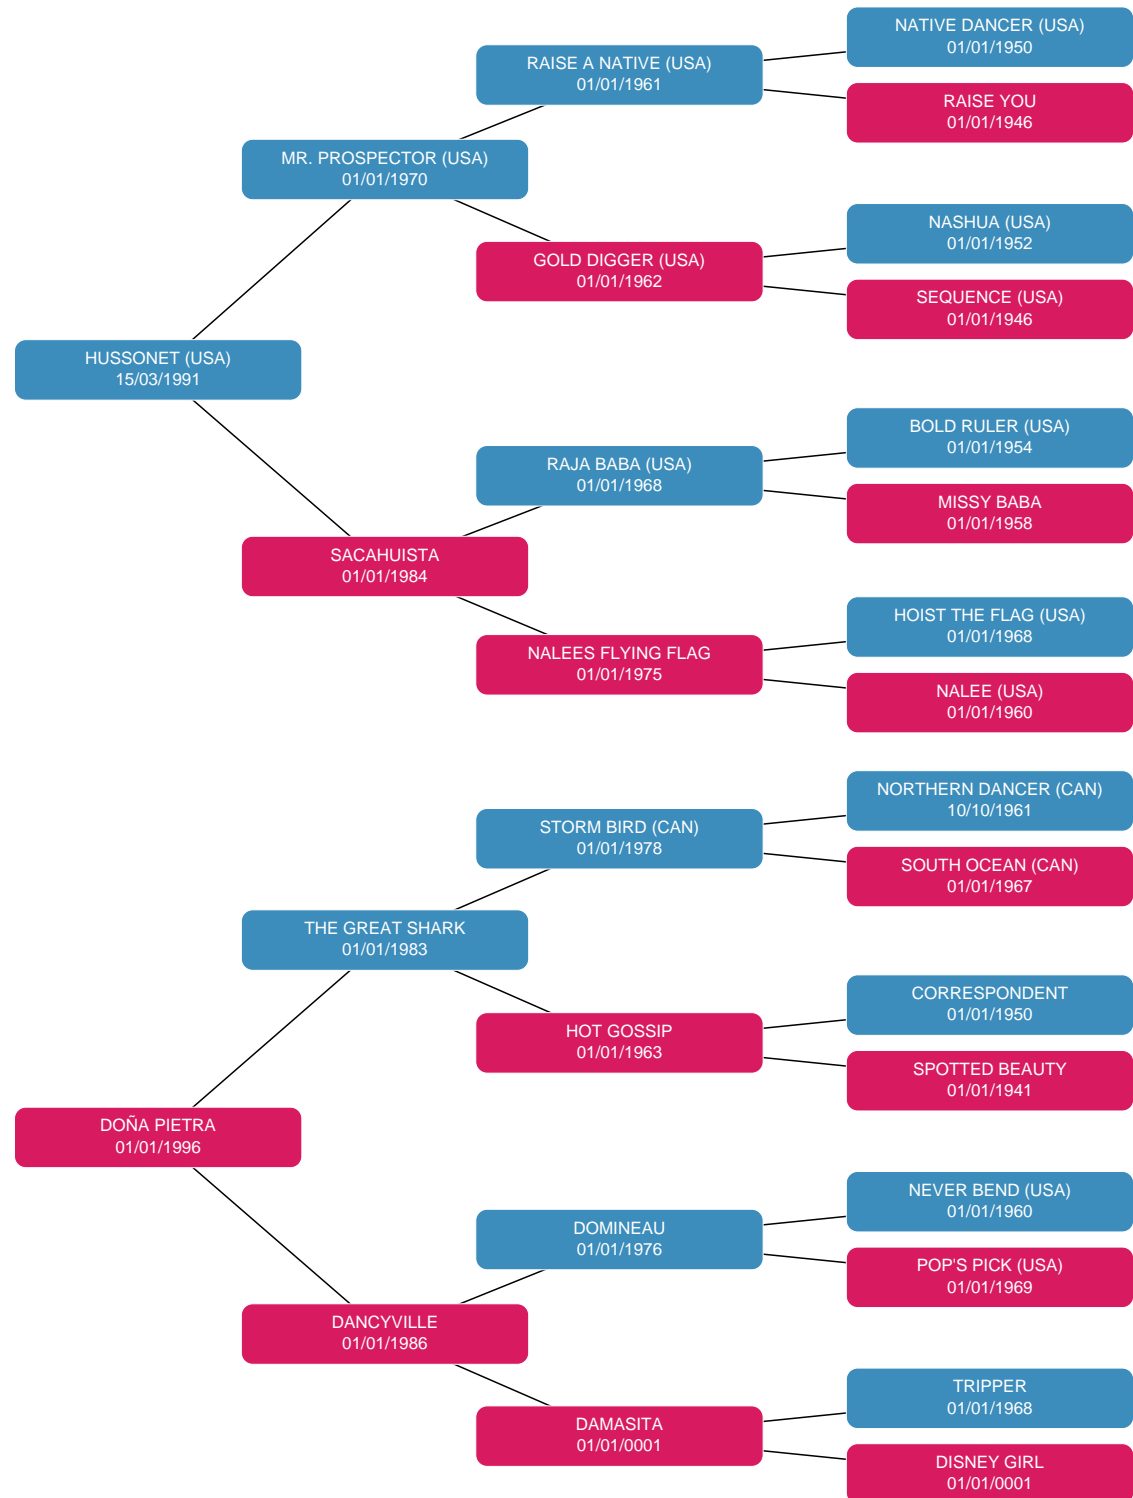 NATIVE DANCER (USA)
01/01/1950
RAISE A NATIVE (USA)
01/01/1961
RAISE YOU
01/01/1946
MR. PROSPECTOR (USA)
01/01/1970
NASHUA (USA)
01/01/1952
GOLD DIGGER (USA)
01/01/1962
SEQUENCE (USA)
01/01/1946
HUSSONET (USA)
15/03/1991
BOLD RULER (USA)
01/01/1954
RAJA BABA (USA)
01/01/1968
MISSY BABA
01/01/1958
SACAHUISTA
01/01/1984
HOIST THE FLAG (USA)
01/01/1968
NALEES FLYING FLAG
01/01/1975
NALEE (USA)
01/01/1960
NORTHERN DANCER (CAN)
10/10/1961
STORM BIRD (CAN)
01/01/1978
SOUTH OCEAN (CAN)
01/01/1967
THE GREAT SHARK
01/01/1983
CORRESPONDENT
01/01/1950
HOT GOSSIP
01/01/1963
SPOTTED BEAUTY
01/01/1941
DOÑA PIETRA
01/01/1996
NEVER BEND (USA)
01/01/1960
DOMINEAU
01/01/1976
POP'S PICK (USA)
01/01/1969
DANCYVILLE
01/01/1986
TRIPPER
01/01/1968
DAMASITA
01/01/0001
DISNEY GIRL
01/01/0001